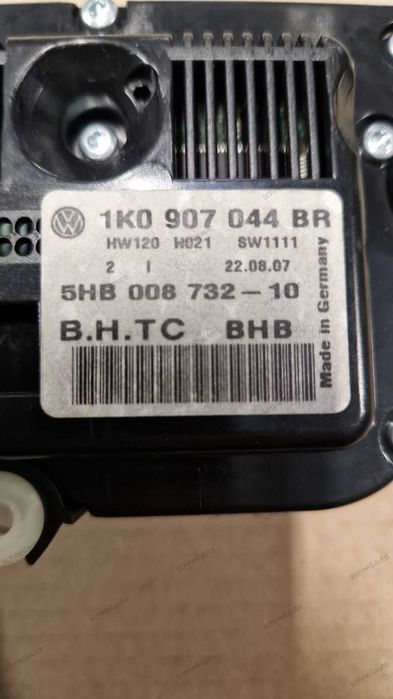 1K0 907 044 BR
HW120 H021 SW1111
2 I 22.08.07
5HB 008 732-10
B.H.TC BHB
Made in Germany
schnellauto